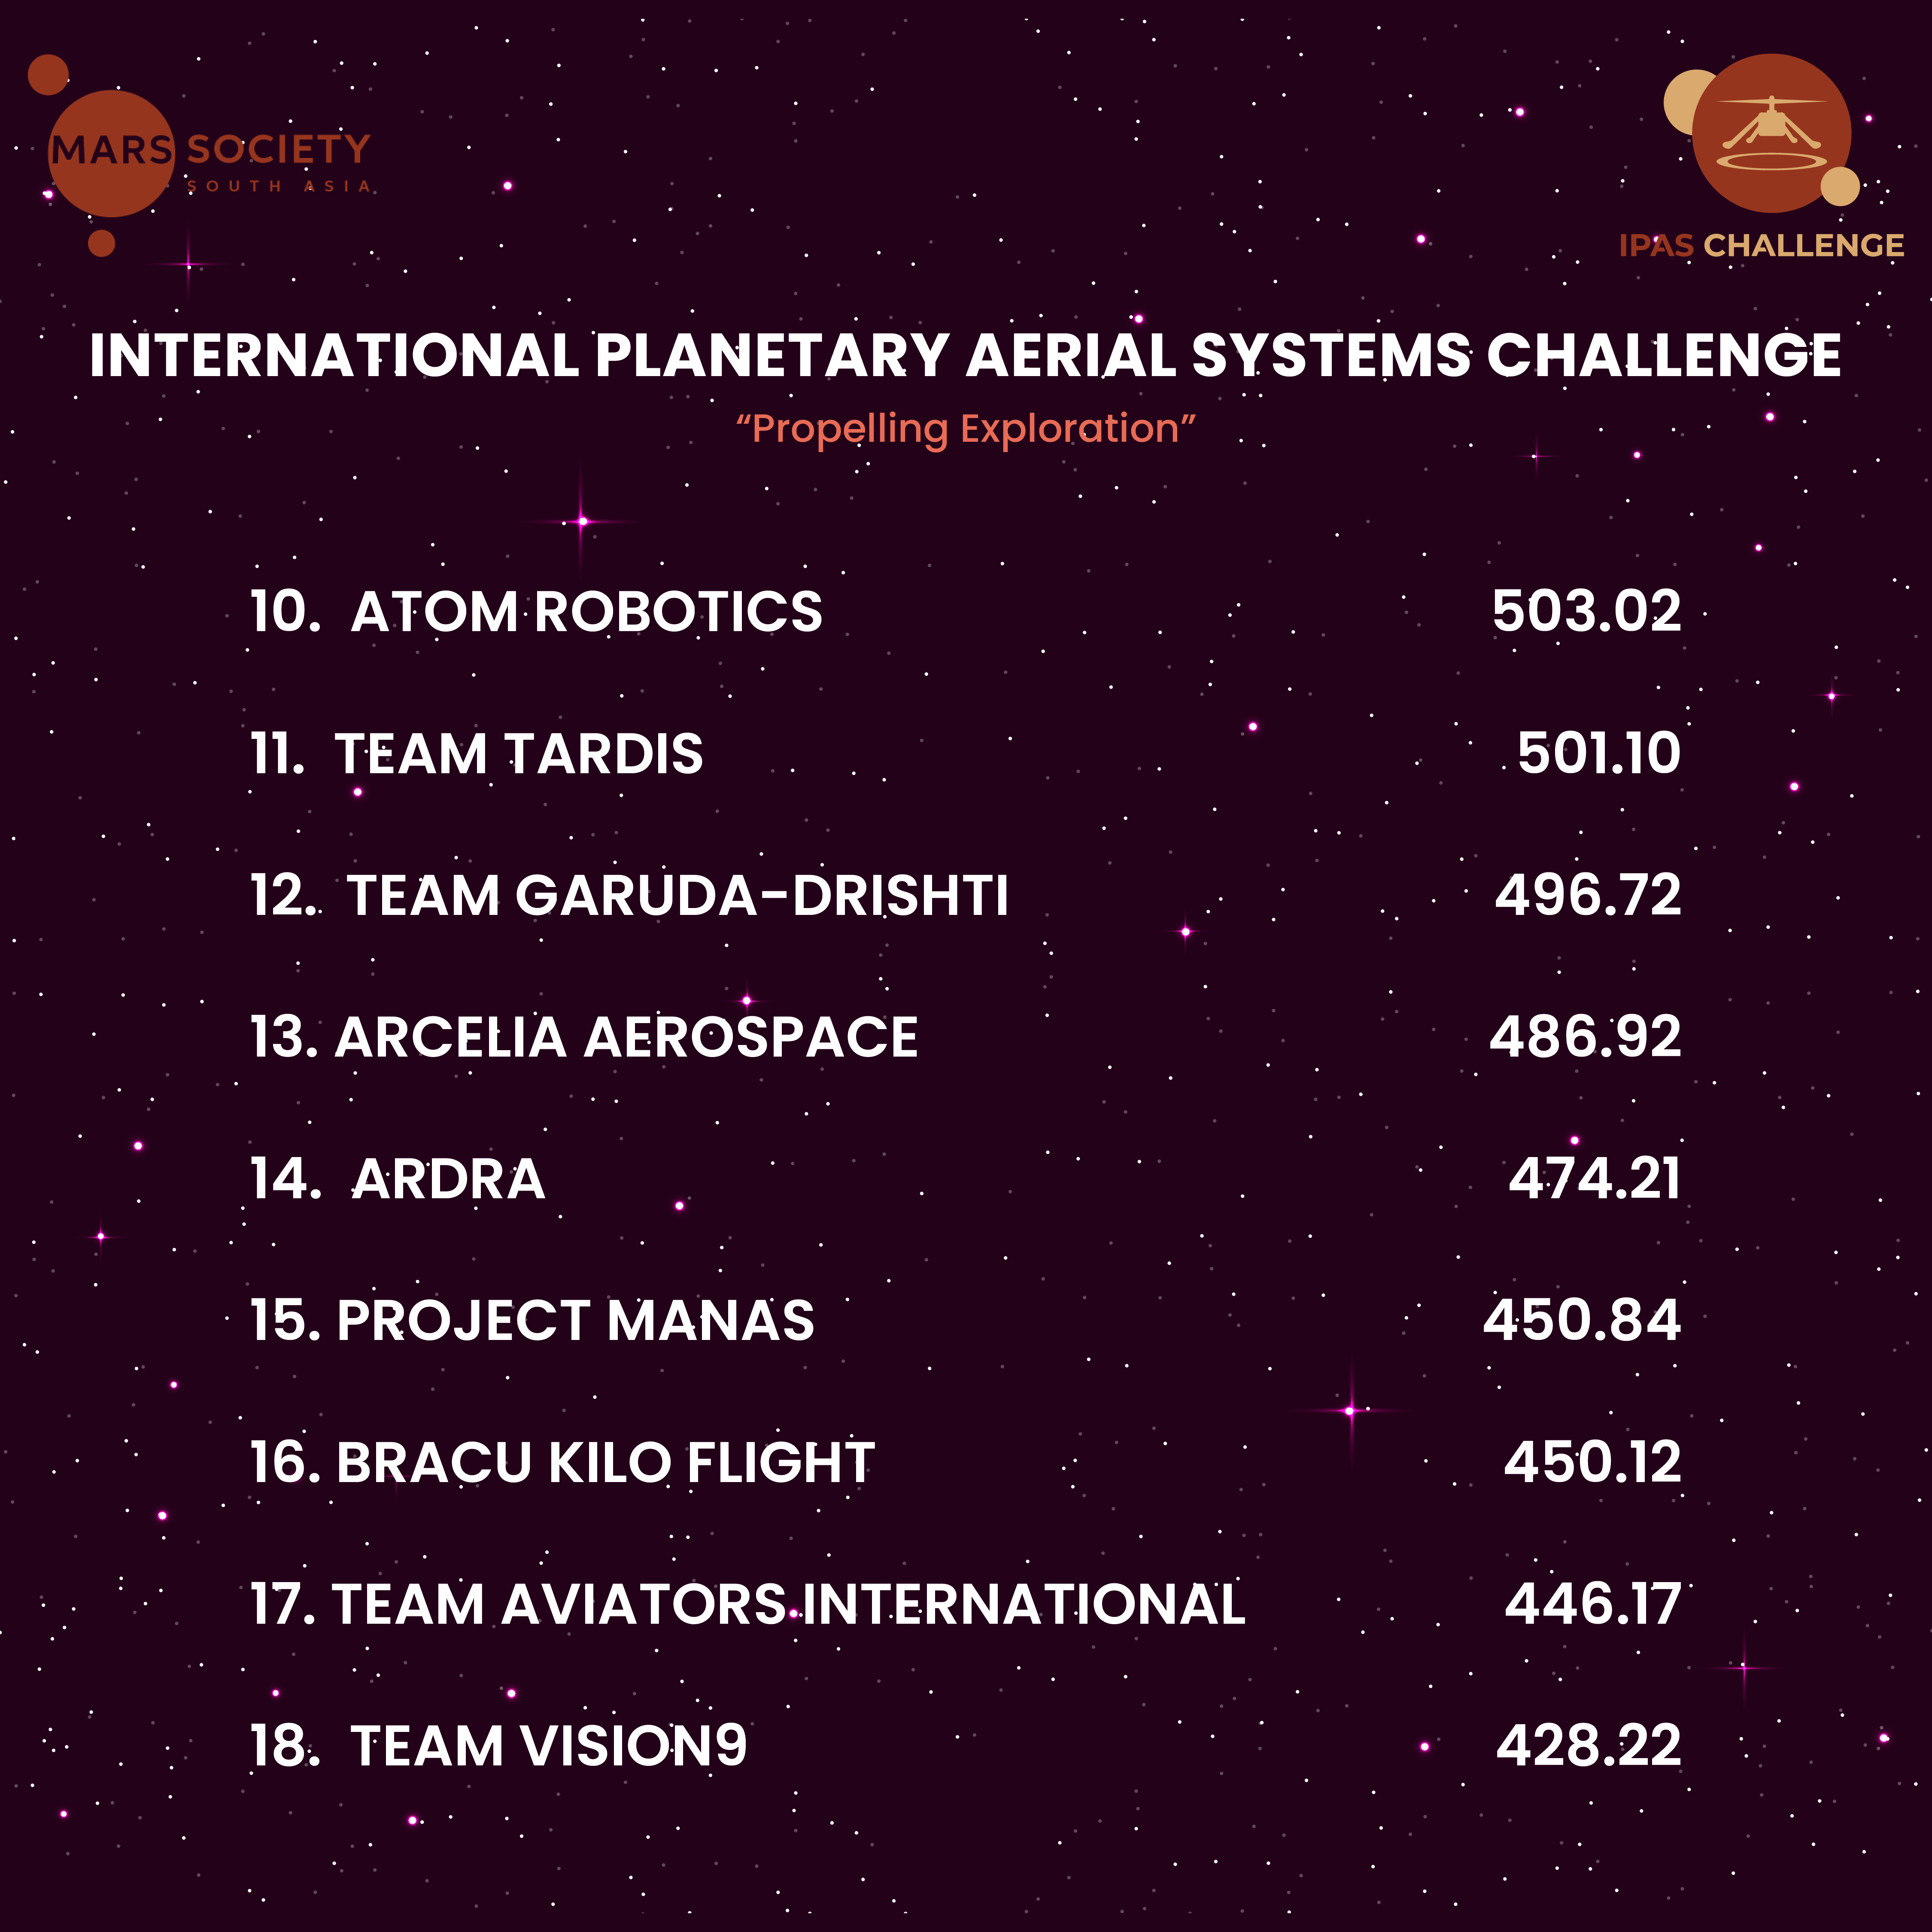 MARS SOCIETY
SOUTH ASIA
IPAS CHALLENGE
INTERNATIONAL PLANETARY AERIAL SYSTEMS CHALLENGE
“Propelling Exploration”
10. ATOM ROBOTICS 503.02
11. TEAM TARDIS 501.10
12. TEAM GARUDA-DRISHTI 496.72
13. ARCELIA AEROSPACE 486.92
14. ARDRA 474.21
15. PROJECT MANAS 450.84
16. BRACU KILO FLIGHT 450.12
17. TEAM AVIATORS INTERNATIONAL 446.17
18. TEAM VISION9 428.22